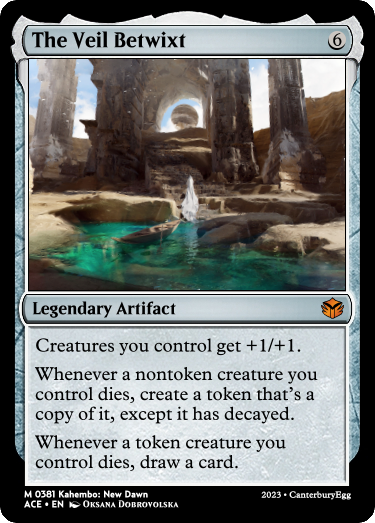 The Veil Betwixt 6
Legendary Artifact
Creatures you control get +1/+1.
Whenever a nontoken creature you
control dies, create a token that's a
copy of it, except it has decayed.
Whenever a token creature you
control dies, draw a card.
M 0381 Kahembo: New Dawn
ACE • EN Oksana Dobrovolska
2023 • CanterburyEgg